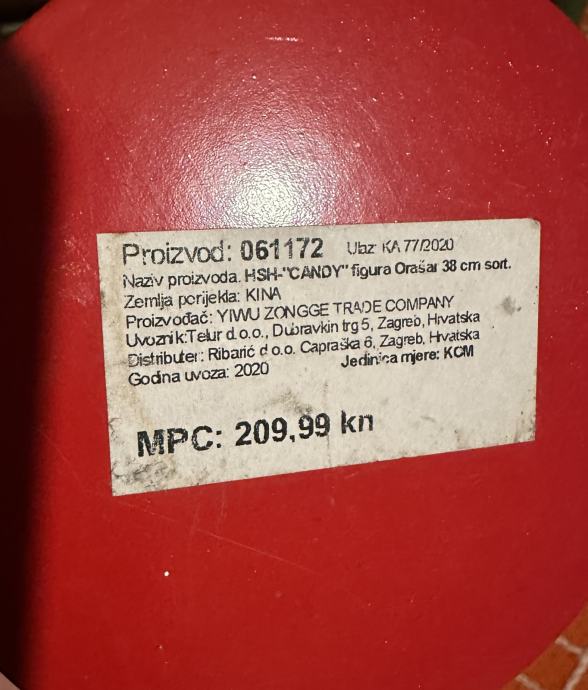 Proizvod: 061172 Ulaz: KA 77/2020
Naziv proizvoda: HSH-"CANDY" figura Orašar 38 cm sort.
Zemlja porijekla: KINA
Proizvođač: YIWU ZONGGE TRADE COMPANY
Uvoznik:Telur d.o.o., Dubravkin trg 5, Zagreb, Hrvatska
Distributer: Ribarić d.o.o. Capraška 6, Zagreb, Hrvatska
Godina uvoza: 2020 Jedinica mjere: KOM
MPC: 209,99 kn